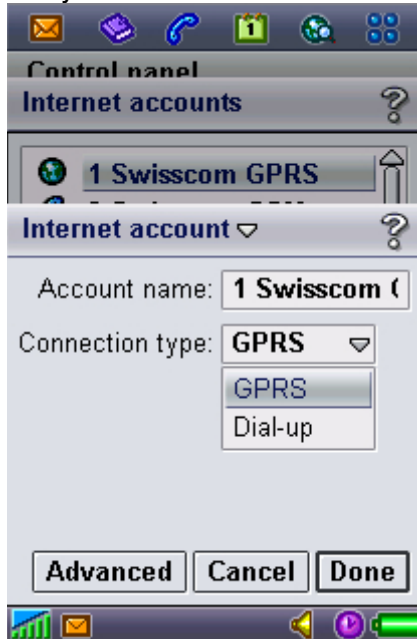 1
Control panel
Internet accounts
1 Swisscom GPRS
Internet account
Account name: 1 Swisscom
Connection type: GPRS
GPRS
Dial-up
Advanced Cancel Done